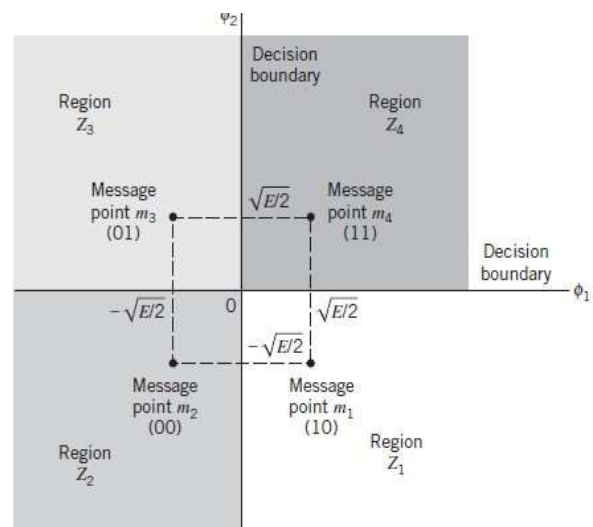 φ₂
Decision
boundary
Region
Z₃
Region
Z₄
Message
point m₃
(01)
√E/2
Message
point m₄
(11)
Decision
boundary
φ₁
−√E/2
0
√E/2
−√E/2
Message
point m₂
(00)
Message
point m₁
(10)
Region
Z₂
Region
Z₁